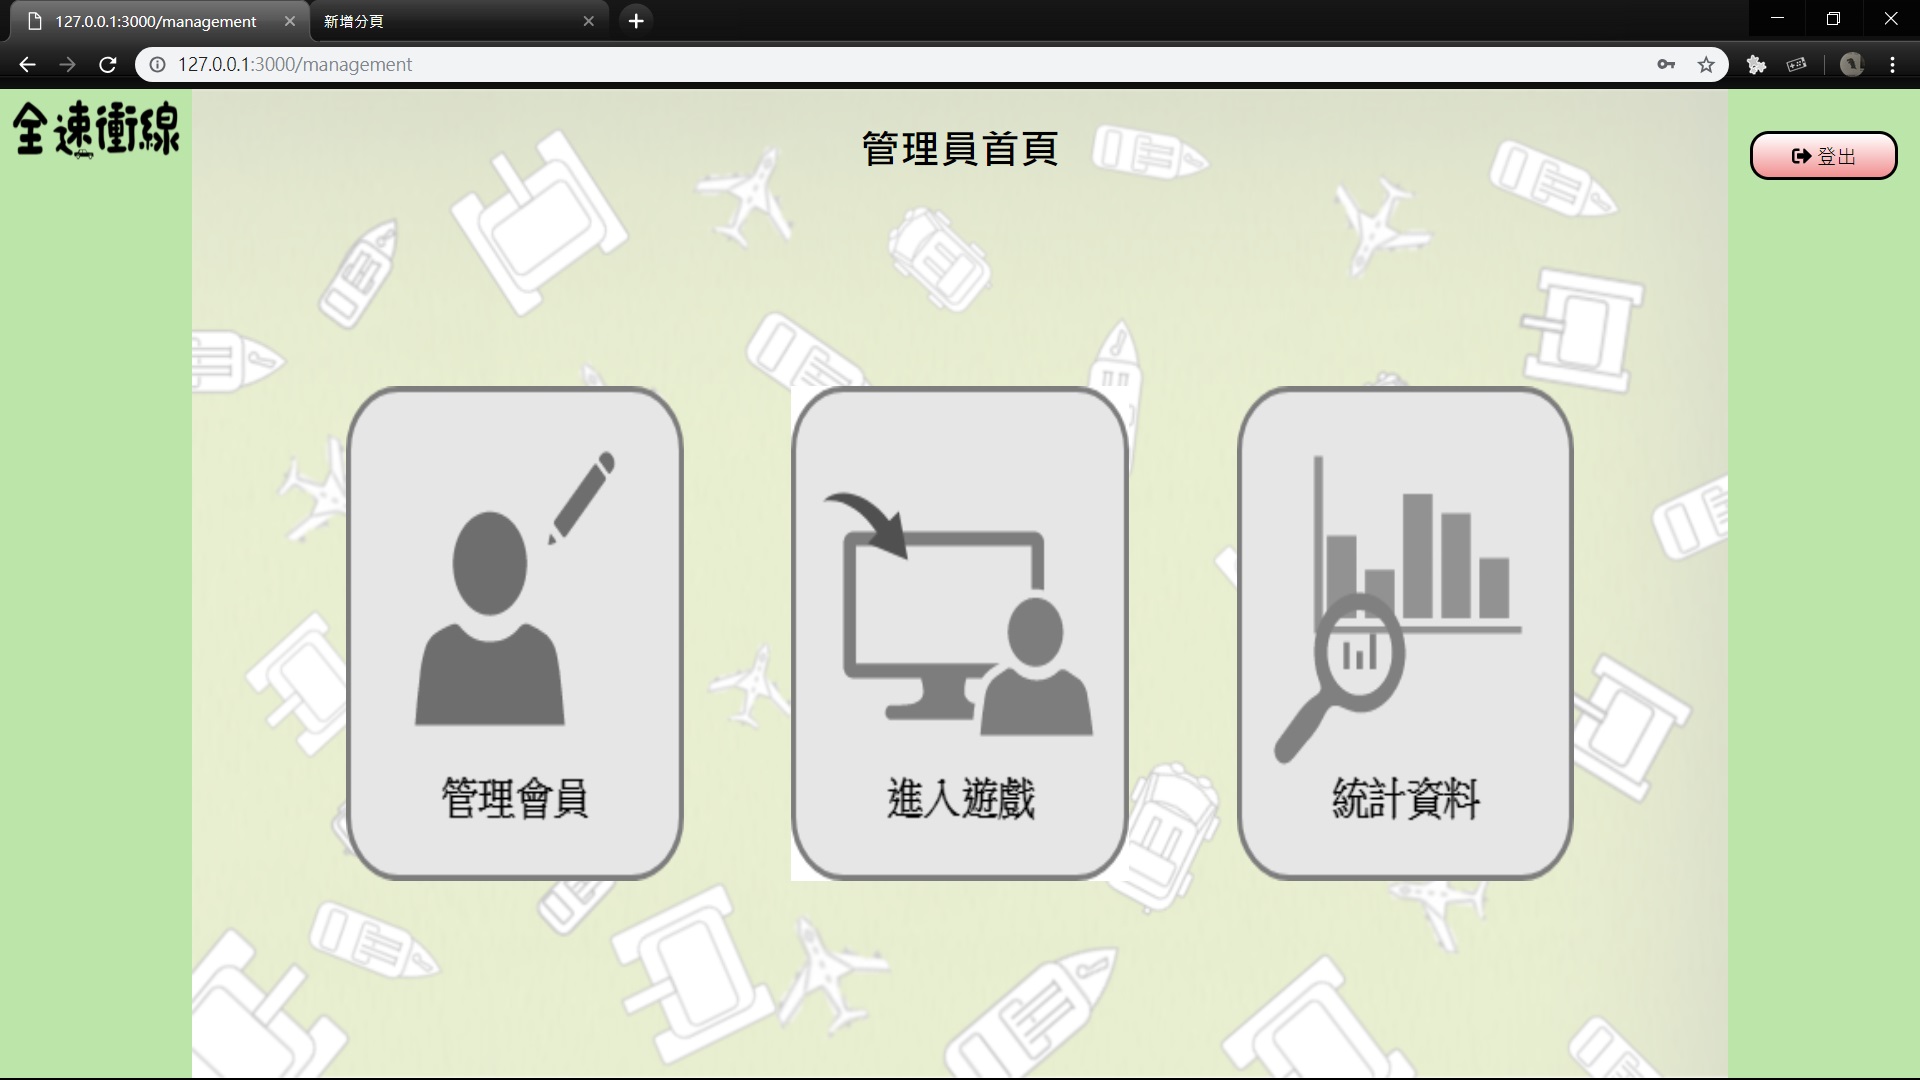 127.0.0.1:3000/management
新增分頁
127.0.0.1:3000/management
全速衝線
管理員首頁
登出
管理會員
進入遊戲
統計資料